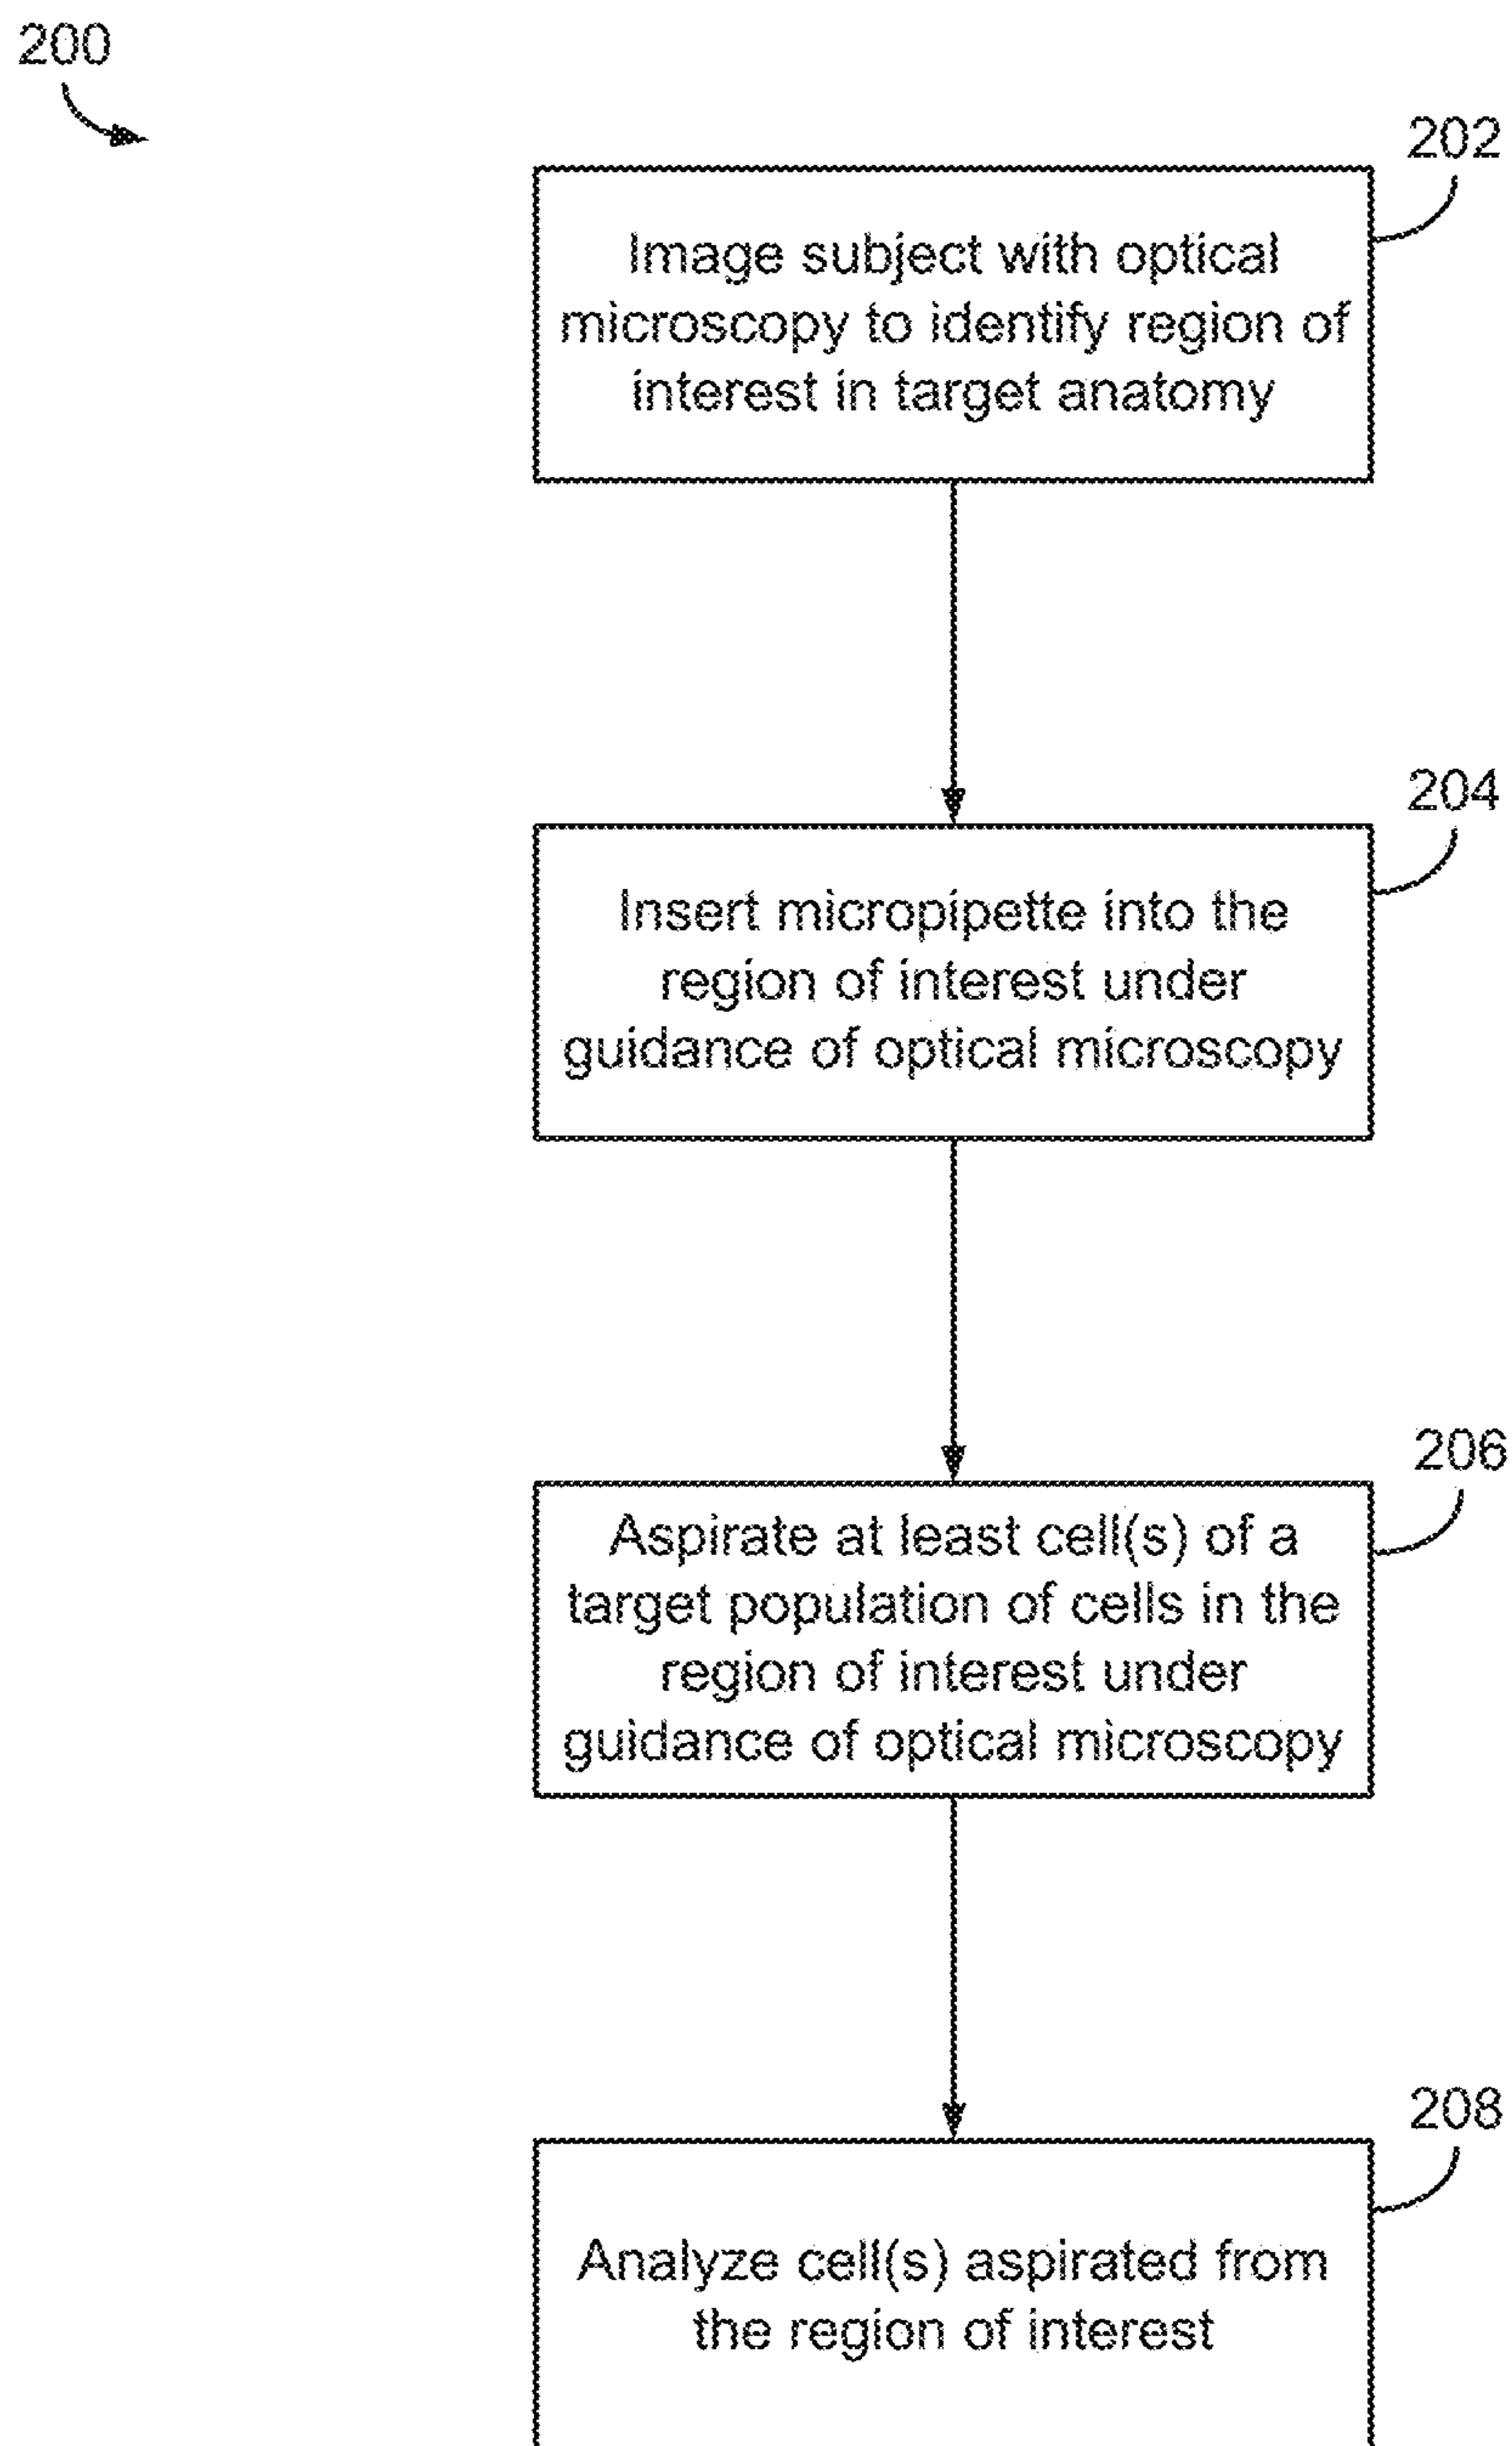 200
202
Image subject with optical
microscopy to identify region of
interest in target anatomy
204
Insert micropipette into the
region of interest under
guidance of optical microscopy
206
Aspirate at least cell(s) of a
target population of cells in the
region of interest under
guidance of optical microscopy
208
Analyze cell(s) aspirated from
the region of interest